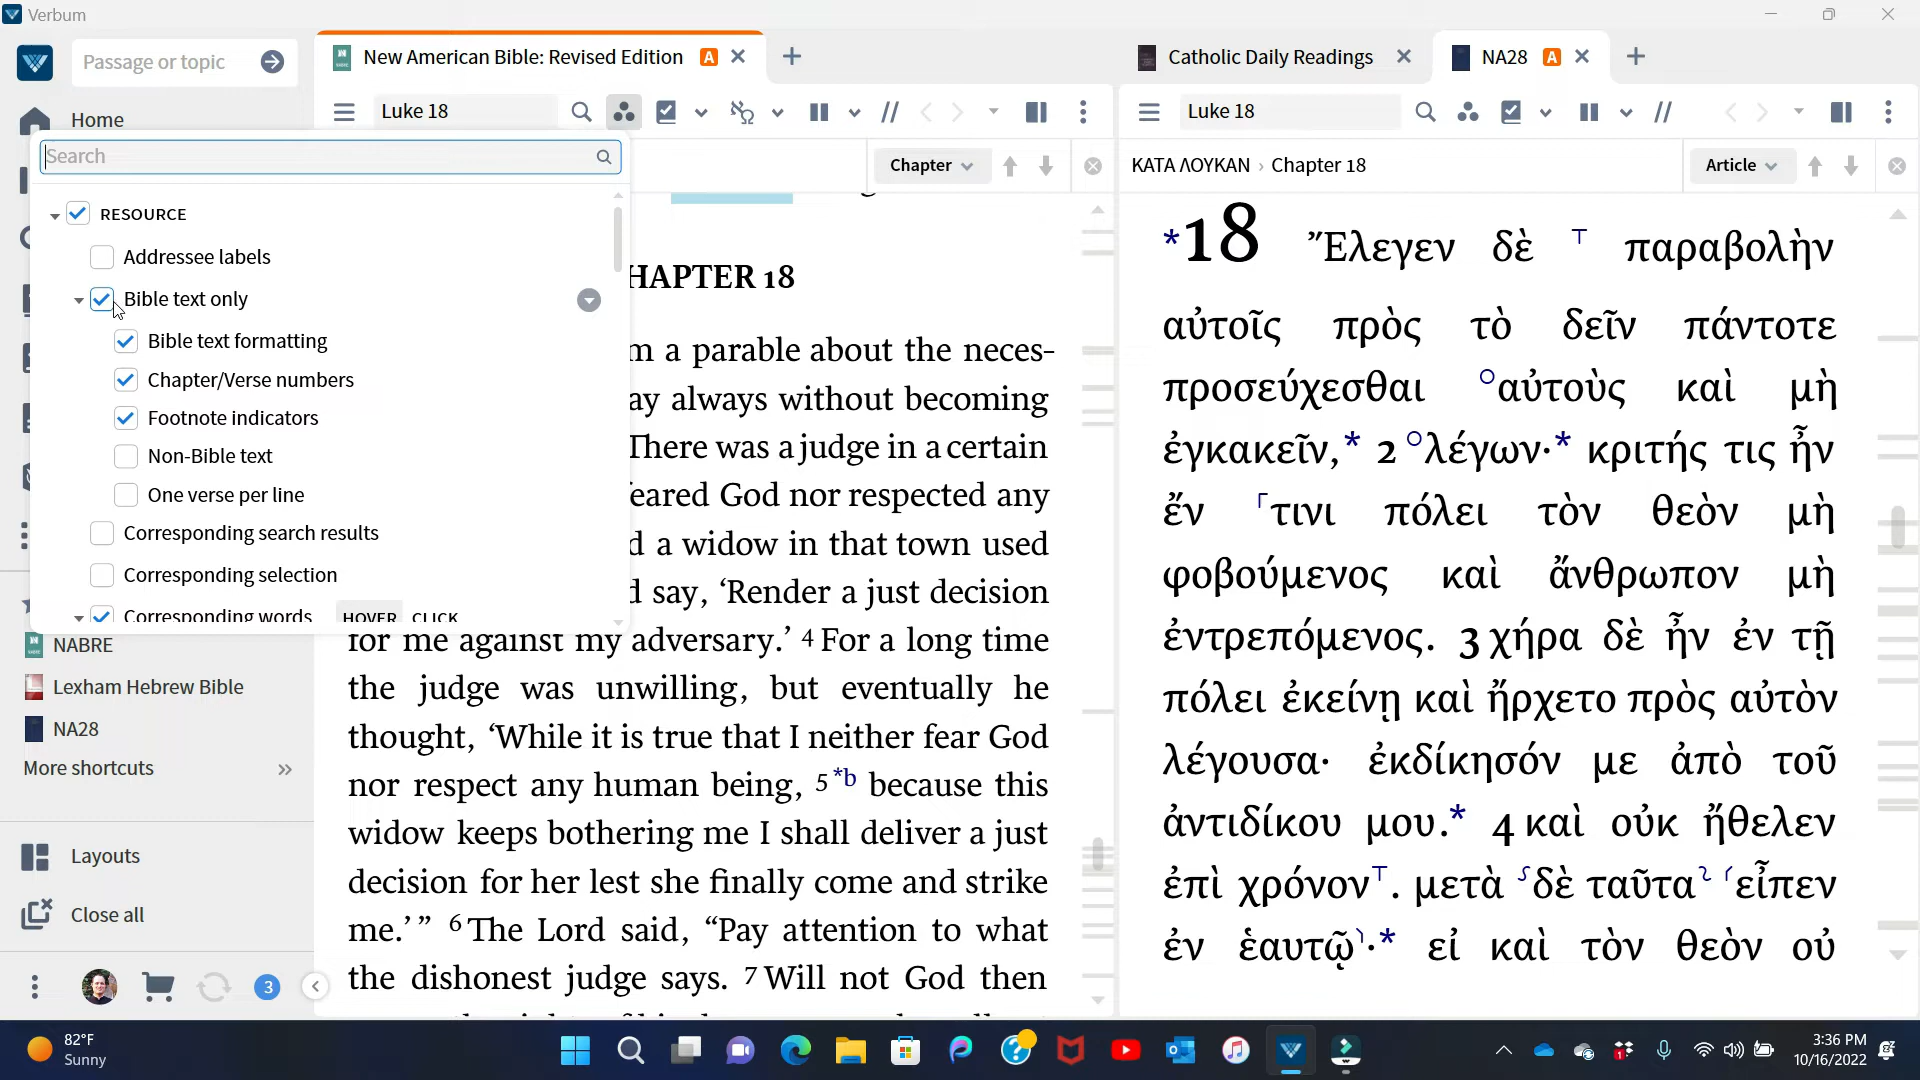 Verbum
Passage or topic
Home
New American Bible: Revised Edition A
Luke 18
Search
RESOURCE
Addressee labels
Bible text only
Bible text formatting
Chapter/Verse numbers
Footnote indicators
Non-Bible text
One verse per line
Corresponding search results
Corresponding selection
Corresponding words HOVER CLICK
NABRE
Lexham Hebrew Bible
NA28
More shortcuts
Layouts
Close all
3
Chapter
HAPTER 18
m a parable about the neces-
ay always without becoming
There was a judge in a certain
feared God nor respected any
d a widow in that town used
d say, ‘Render a just decision
for me against my adversary.’ 4 For a long time
the judge was unwilling, but eventually he
thought, ‘While it is true that I neither fear God
nor respect any human being, 5 *b because this
widow keeps bothering me I shall deliver a just
decision for her lest she finally come and strike
me.’ ” 6 The Lord said, “Pay attention to what
the dishonest judge says. 7 Will not God then
Catholic Daily Readings
NA28 A
Luke 18
ΚΑΤΑ ΛΟΥΚΑΝ › Chapter 18
Article
*18 Ἔλεγεν δὲ ⸆ παραβολὴν
αὐτοῖς πρὸς τὸ δεῖν πάντοτε
προσεύχεσθαι °αὐτοὺς καὶ μὴ
ἐγκακεῖν,* 2 °λέγων·* κριτής τις ἦν
ἔν ⸀τινι πόλει τὸν θεὸν μὴ
φοβούμενος καὶ ἄνθρωπον μὴ
ἐντρεπόμενος. 3 χήρα δὲ ἦν ἐν τῇ
πόλει ἐκείνῃ καὶ ἤρχετο πρὸς αὐτὸν
λέγουσα· ἐκδίκησόν με ἀπὸ τοῦ
ἀντιδίκου μου.* 4 καὶ οὐκ ἤθελεν
ἐπὶ χρόνον⸆. μετὰ ⸉δὲ ταῦτα⸊ ⸂εἶπεν
ἐν ἑαυτῷ⸃·* εἰ καὶ τὸν θεὸν οὐ
82°F
Sunny
1
3:36 PM
10/16/2022